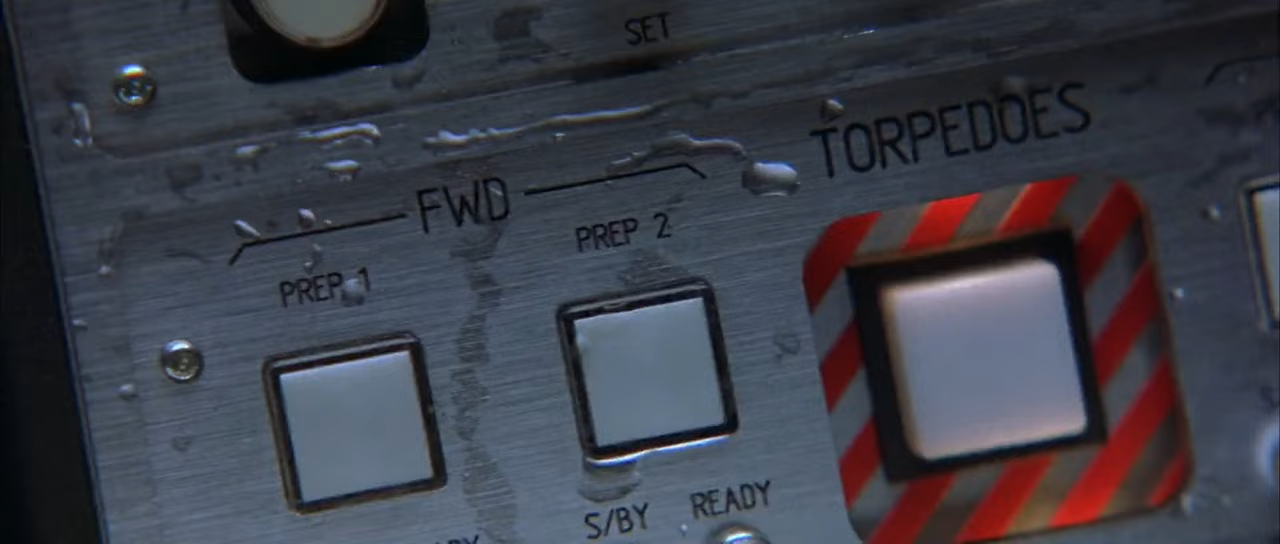 SET
TORPEDOES
FWD
PREP 1
PREP 2
S/BY READY